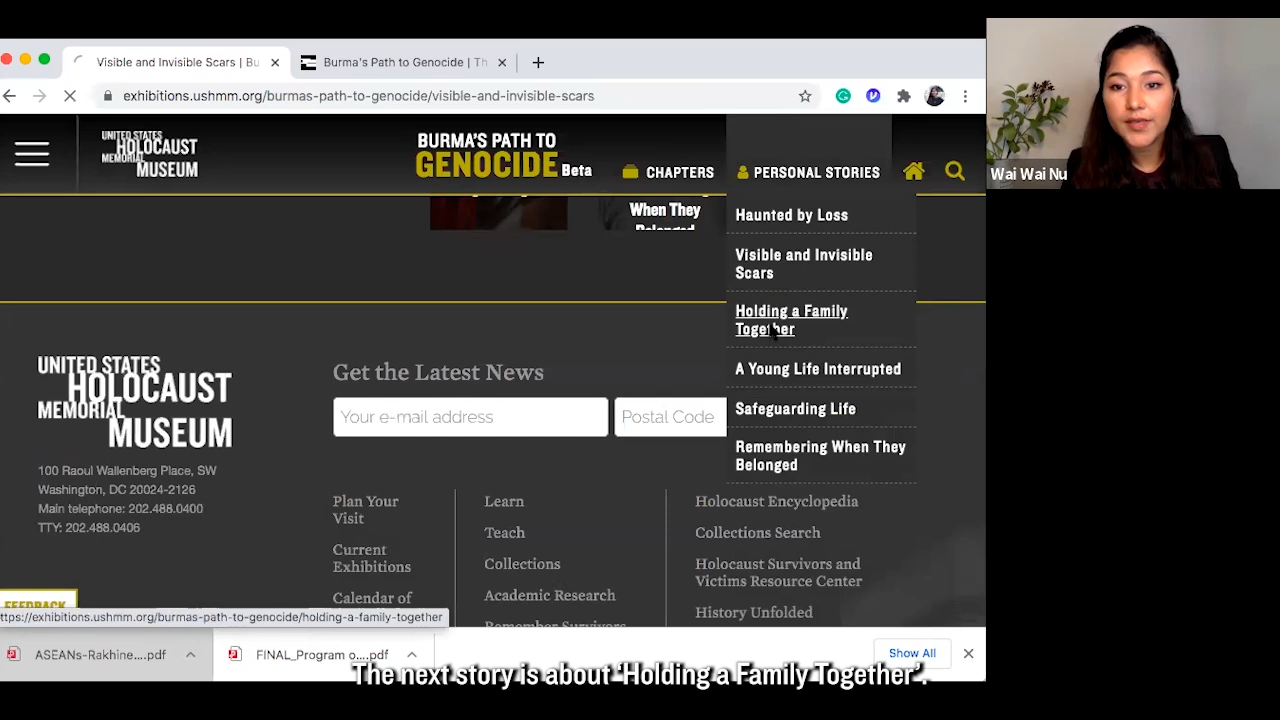 Visible and Invisible Scars | Bu
Burma's Path to Genocide | Th
exhibitions.ushmm.org/burmas-path-to-genocide/visible-and-invisible-scars
UNITED STATES
HOLOCAUST
MEMORIAL
MUSEUM
BURMA'S PATH TO
GENOCIDE Beta
CHAPTERS
PERSONAL STORIES
Wai Wai Nu
When They
Belonged
Haunted by Loss
Visible and Invisible
Scars
Holding a Family
Together
A Young Life Interrupted
Safeguarding Life
Remembering When They
Belonged
UNITED STATES
HOLOCAUST
MEMORIAL
MUSEUM
100 Raoul Wallenberg Place, SW
Washington, DC 20024-2126
Main telephone: 202.488.0400
TTY: 202.488.0406
Get the Latest News
Your e-mail address
Postal Code
Plan Your
Visit
Current
Exhibitions
Calendar of
Learn
Teach
Collections
Academic Research
Remember Survivors
Holocaust Encyclopedia
Collections Search
Holocaust Survivors and
Victims Resource Center
History Unfolded
FEEDBACK
ttps://exhibitions.ushmm.org/burmas-path-to-genocide/holding-a-family-together
ASEANs-Rakhine....pdf
FINAL_Program o....pdf
Show All
The next story is about 'Holding a Family Together'.